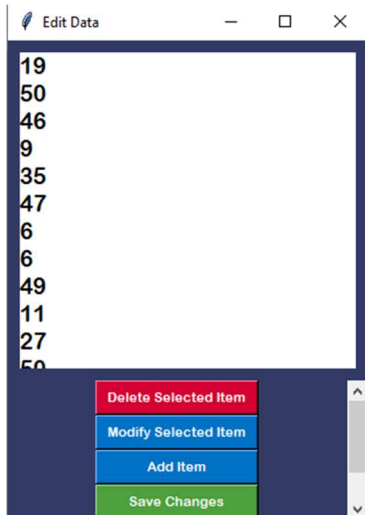 Edit Data
19
50
46
9
35
47
6
6
49
11
27
50
Delete Selected Item
Modify Selected Item
Add Item
Save Changes